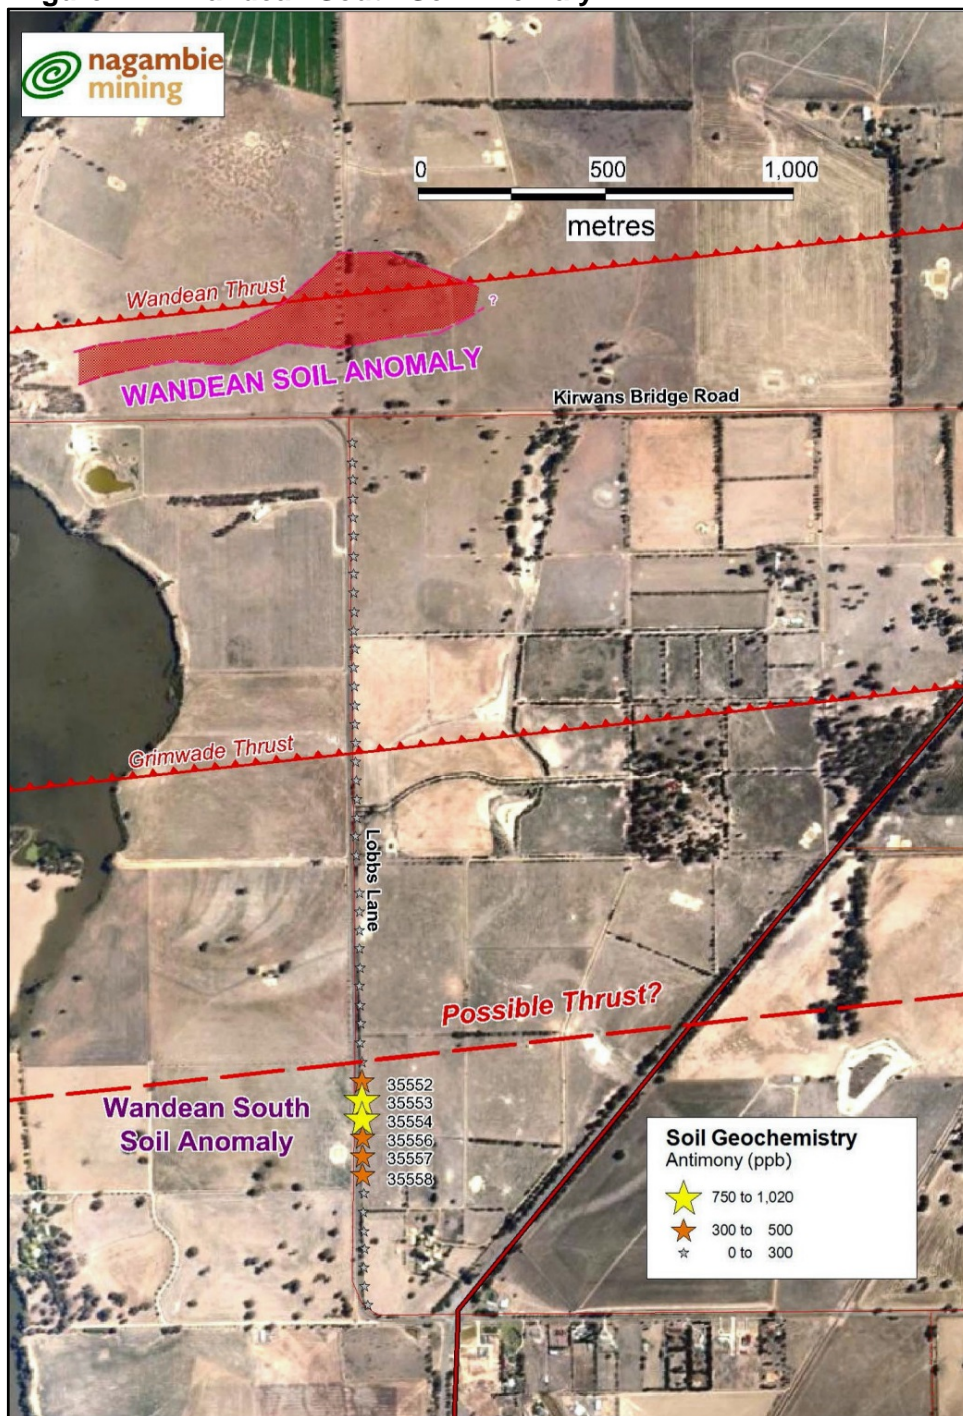 nagambie
mining
0 500 1,000
metres
Wandean Thrust
?
WANDEAN SOIL ANOMALY
Kirwans Bridge Road
Grimwade Thrust
Lobbs Lane
Possible Thrust?
35552
35553
35554
35556
35557
35558
Wandean South
Soil Anomaly
Soil Geochemistry
Antimony (ppb)
750 to 1,020
300 to 500
0 to 300